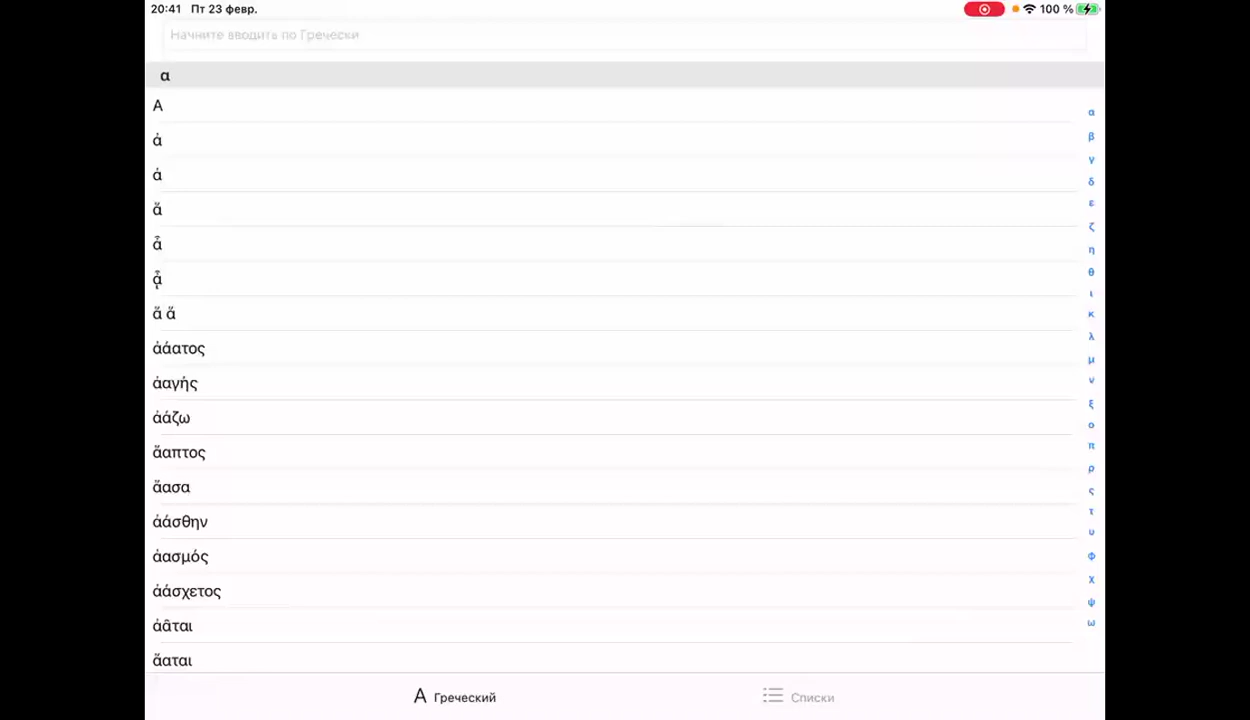 20:41 Пт 23 февр. 100 %
Начните вводить по Гречески
α
Α
ἀ
ἁ
ἄ
ἆ
ᾆ
ἄ ἄ
ἀάατος
ἀαγής
ἀάζω
ἄαπτος
ἄασα
ἀάσθην
ἀασμός
ἀάσχετος
ἀᾶται
ἄαται
α
β
γ
δ
ε
ζ
η
θ
ι
κ
λ
μ
ν
ξ
ο
π
ρ
ς
τ
υ
φ
χ
ψ
ω
A Греческий
Списки